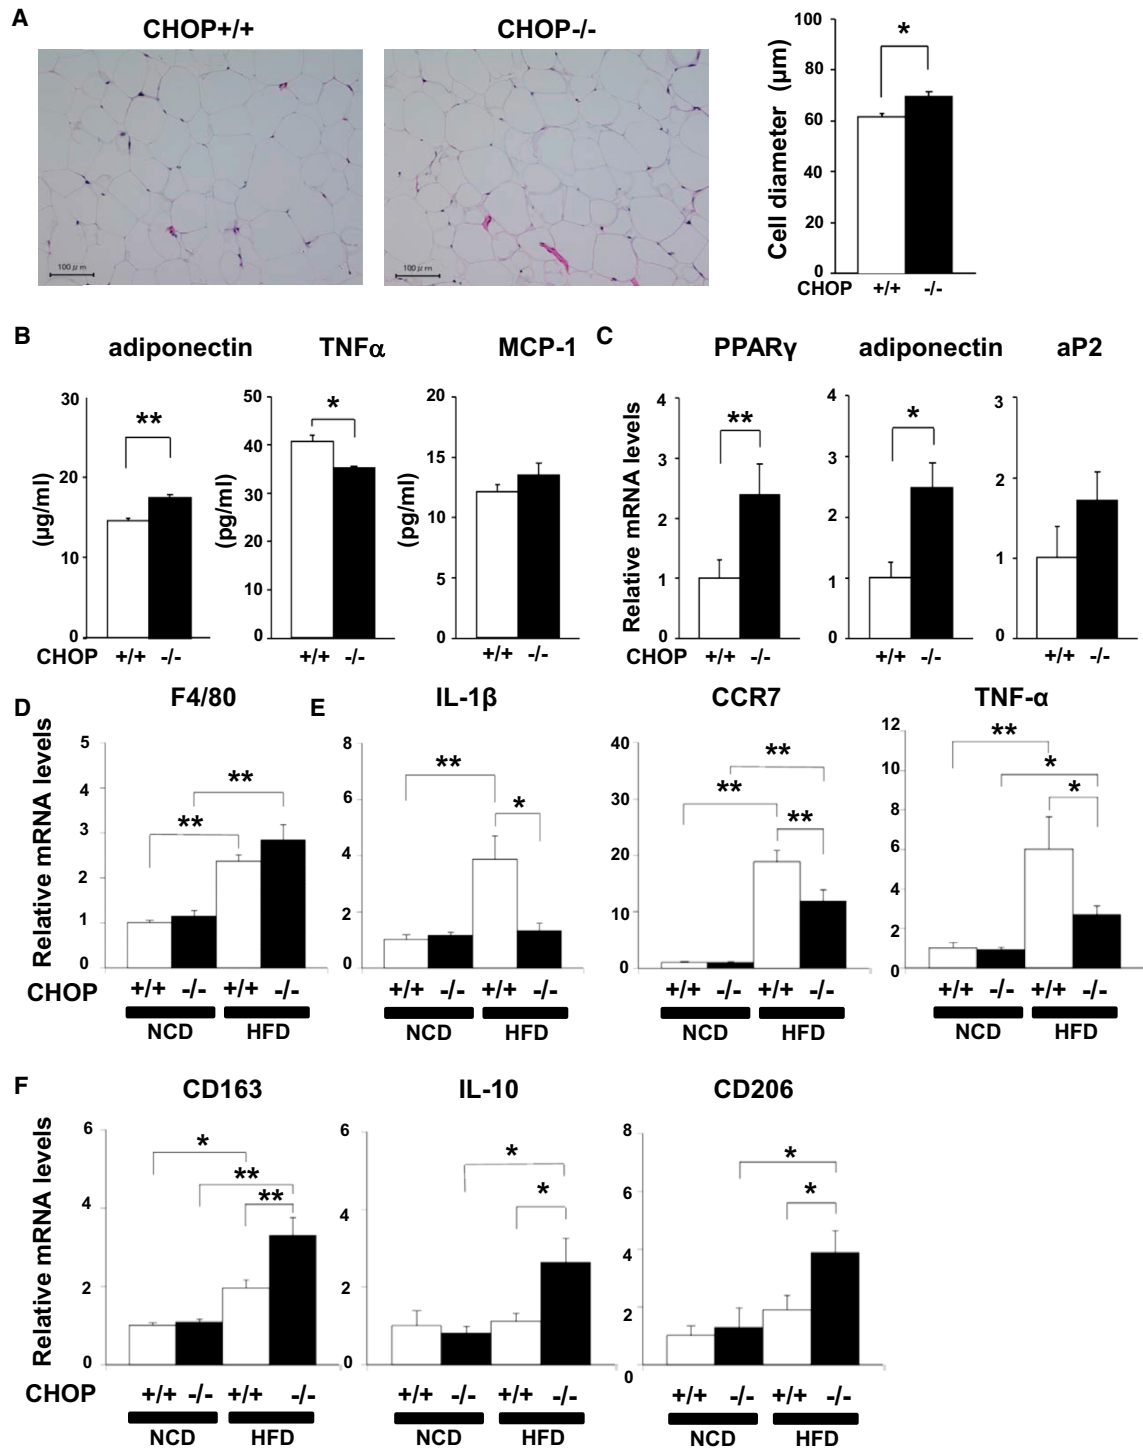 A
CHOP+/+ CHOP-/-
100 μm 100 μm
Cell diameter (μm)
100
80
60
40
20
0
*
CHOP +/+ -/-
B
adiponectin TNFα MCP-1
(μg/ml)
30
20
10
0
**
CHOP +/+ -/-
(pg/ml)
50
40
30
20
10
0
*
+/+ -/-
(pg/ml)
20
15
10
5
0
+/+ -/-
C
PPARγ adiponectin aP2
Relative mRNA levels
4
3
2
1
0
**
CHOP +/+ -/-
4
3
2
1
0
*
+/+ -/-
3
2
1
0
+/+ -/-
D
F4/80
Relative mRNA levels
5
4
3
2
1
0
**
**
CHOP +/+ -/- +/+ -/-
NCD HFD
E
IL-1β
8
6
4
2
0
**
*
+/+ -/- +/+ -/-
NCD HFD
CCR7
40
30
20
10
0
**
**
**
+/+ -/- +/+ -/-
NCD HFD
TNF-α
12
10
8
6
4
2
0
**
*
*
+/+ -/- +/+ -/-
NCD HFD
F
CD163
Relative mRNA levels
6
4
2
0
*
**
**
CHOP +/+ -/- +/+ -/-
NCD HFD
IL-10
6
4
2
0
*
*
+/+ -/- +/+ -/-
NCD HFD
CD206
8
6
4
2
0
*
*
+/+ -/- +/+ -/-
NCD HFD